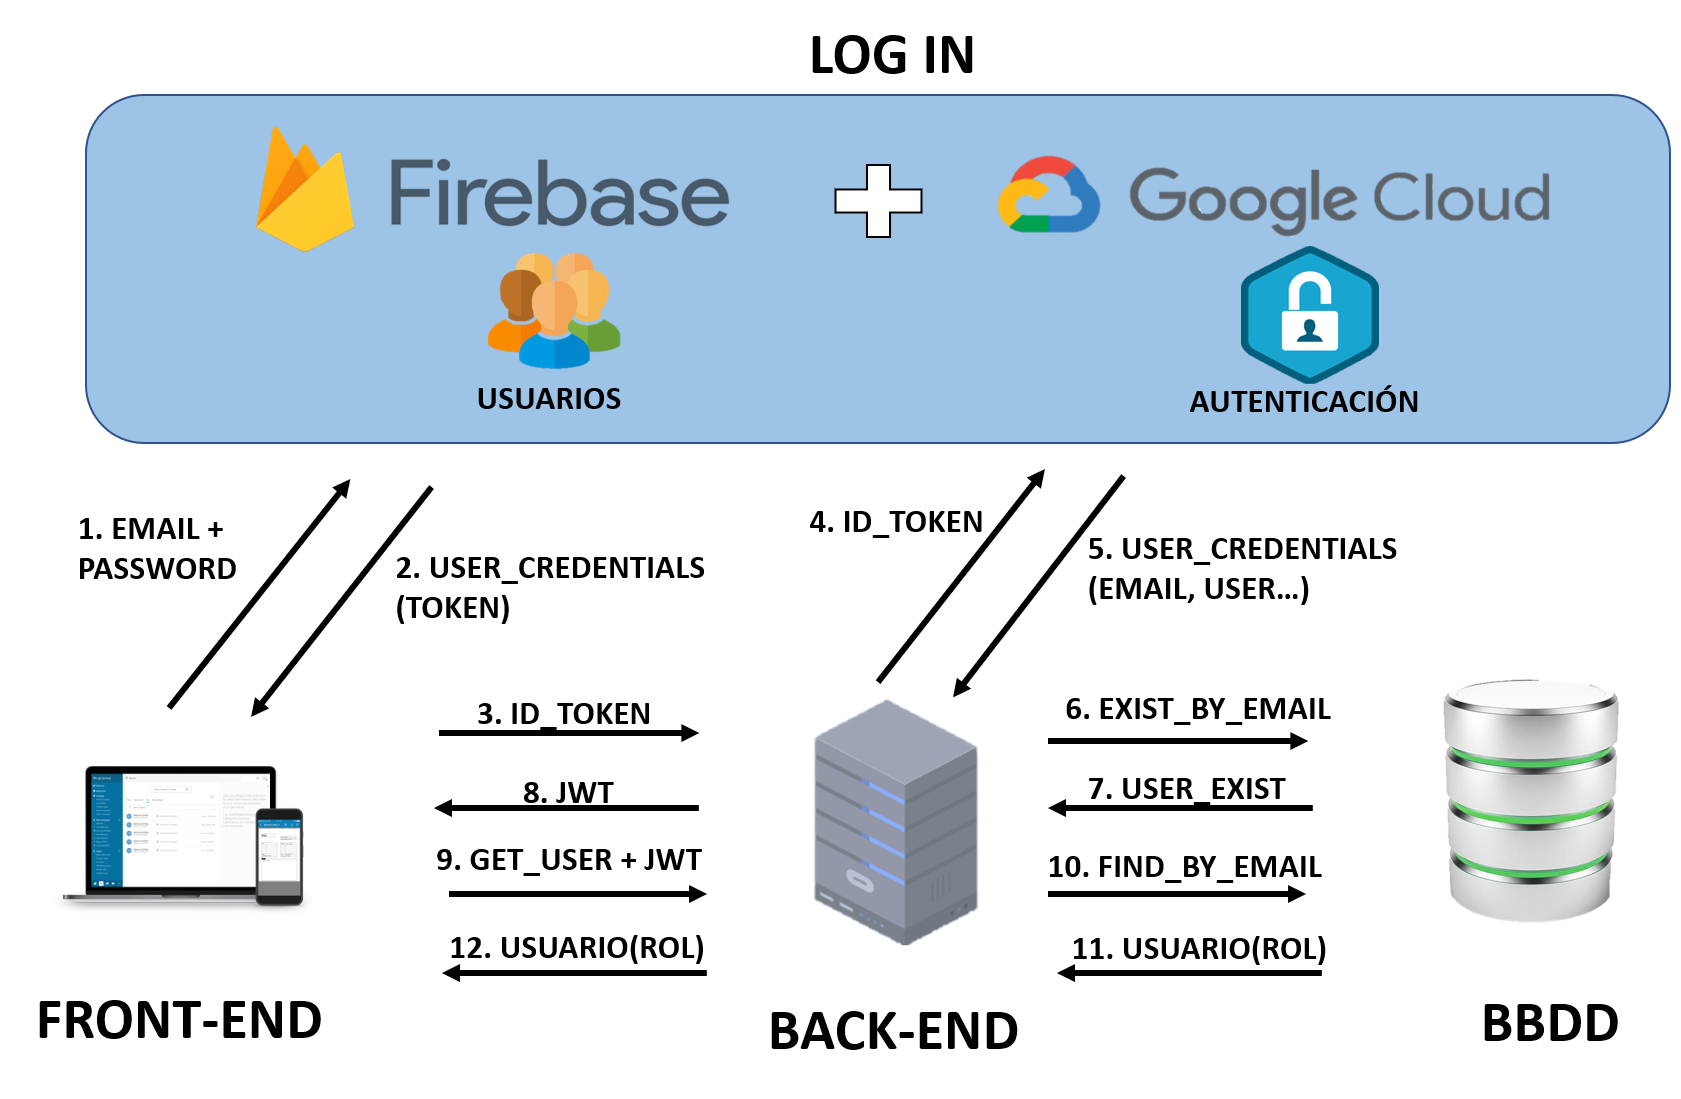 LOG IN
Firebase
Google Cloud
USUARIOS
AUTENTICACIÓN
1. EMAIL +
PASSWORD
2. USER_CREDENTIALS
(TOKEN)
4. ID_TOKEN
5. USER_CREDENTIALS
(EMAIL, USER...)
3. ID_TOKEN
6. EXIST_BY_EMAIL
8. JWT
7. USER_EXIST
9. GET_USER + JWT
10. FIND_BY_EMAIL
12. USUARIO(ROL)
11. USUARIO(ROL)
FRONT-END
BACK-END
BBDD